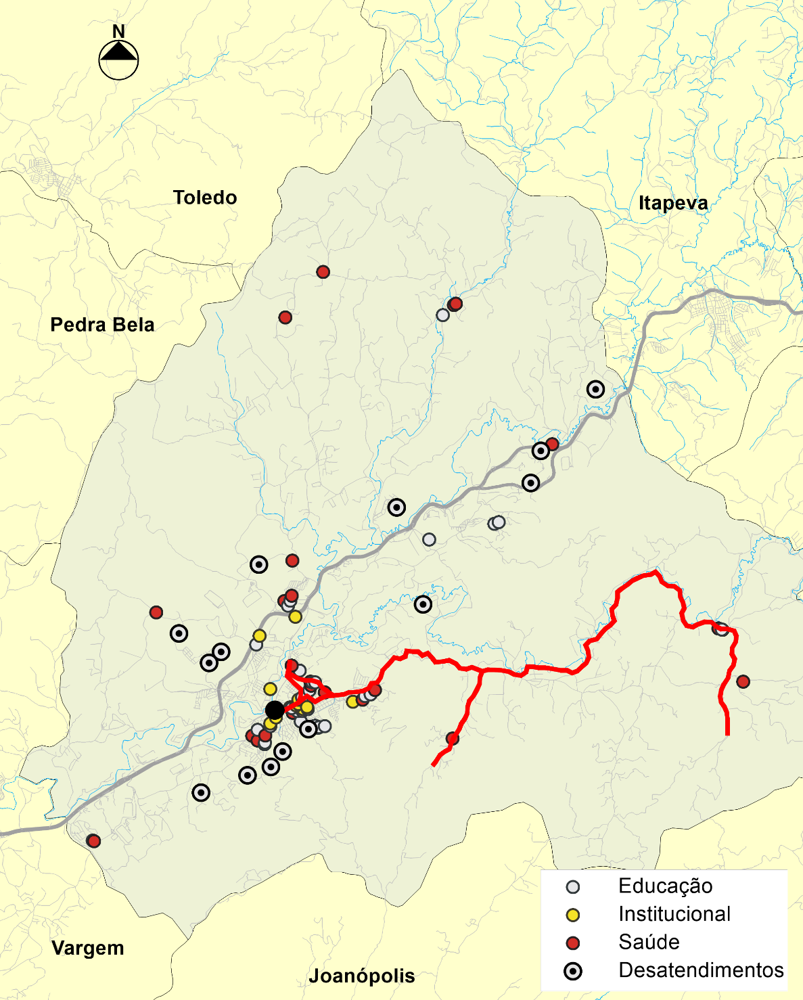 N
Toledo
Itapeva
Pedra Bela
Educação
Institucional
Saúde
Desatendimentos
Vargem
Joanópolis